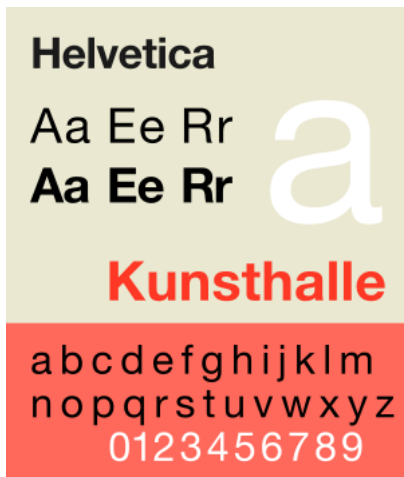 Helvetica
Aa Ee Rr
Aa Ee Rr
a
Kunsthalle
abcdefghijklm
nopqrstuvwxyz
0123456789